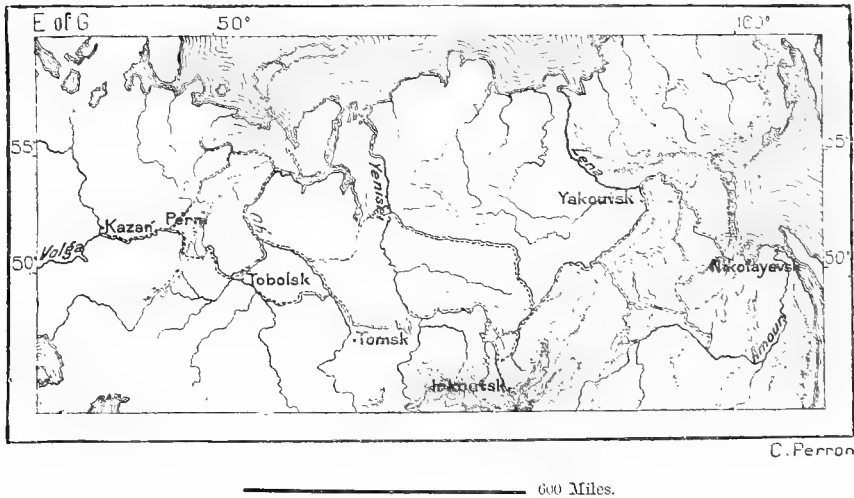 E of G 50° 100°
55° 55°
Lena
Yenisei
Yakoutsk
Kazan Perm
Ob
Volga
50° 50°
Nikolayevsk
Tobolsk
Amour
Tomsk
Irkoutsk
C. Perron
600 Miles.